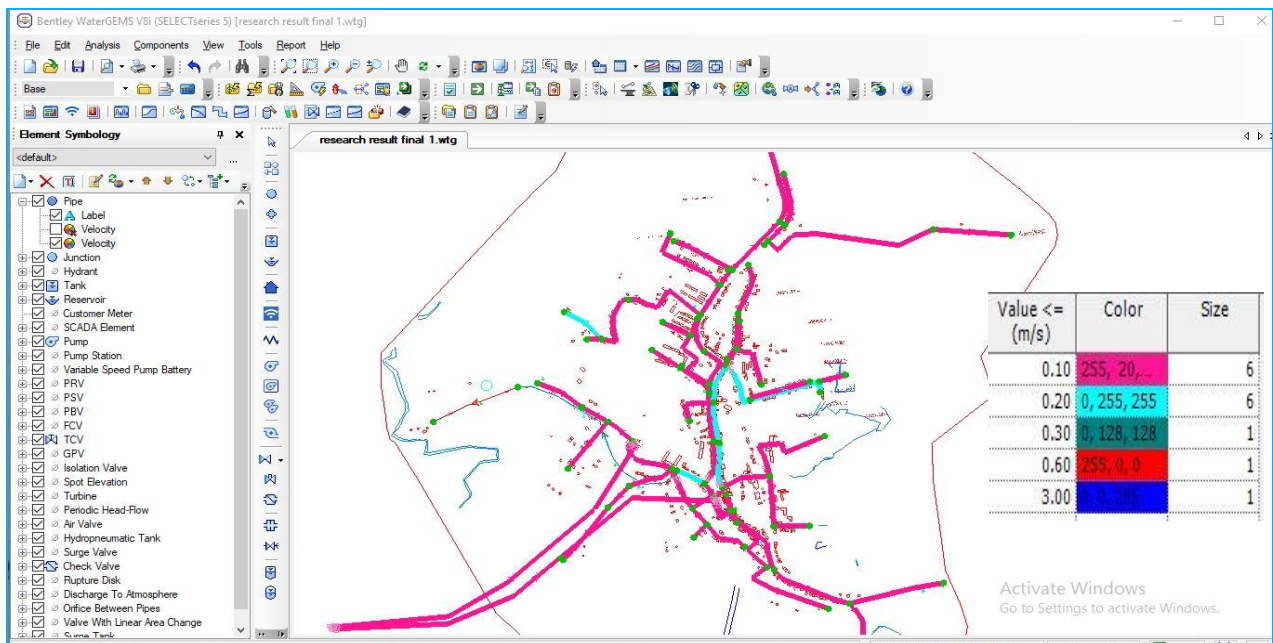 Bentley WaterGEMS V8i (SELECTseries 5) [research result final 1.wtg]
File Edit Analysis Components View Tools Report Help
Base
Element Symbology
research result final 1.wtg
<default>
...
Pipe
Label
Velocity
Velocity
Junction
Hydrant
Tank
Reservoir
Customer Meter
SCADA Element
Pump
Pump Station
Variable Speed Pump Battery
PRV
PSV
PBV
FCV
TCV
GPV
Isolation Valve
Spot Elevation
Turbine
Periodic Head-Flow
Air Valve
Hydropneumatic Tank
Surge Valve
Check Valve
Rupture Disk
Discharge To Atmosphere
Orifice Between Pipes
Valve With Linear Area Change
Surge Tank
Value <= (m/s) Color Size
0.10 255, 20,... 6
0.20 0, 255, 255 6
0.30 0, 128, 128 1
0.60 255, 0, 0 1
3.00 0, 0, 255 1
Activate Windows
Go to Settings to activate Windows.